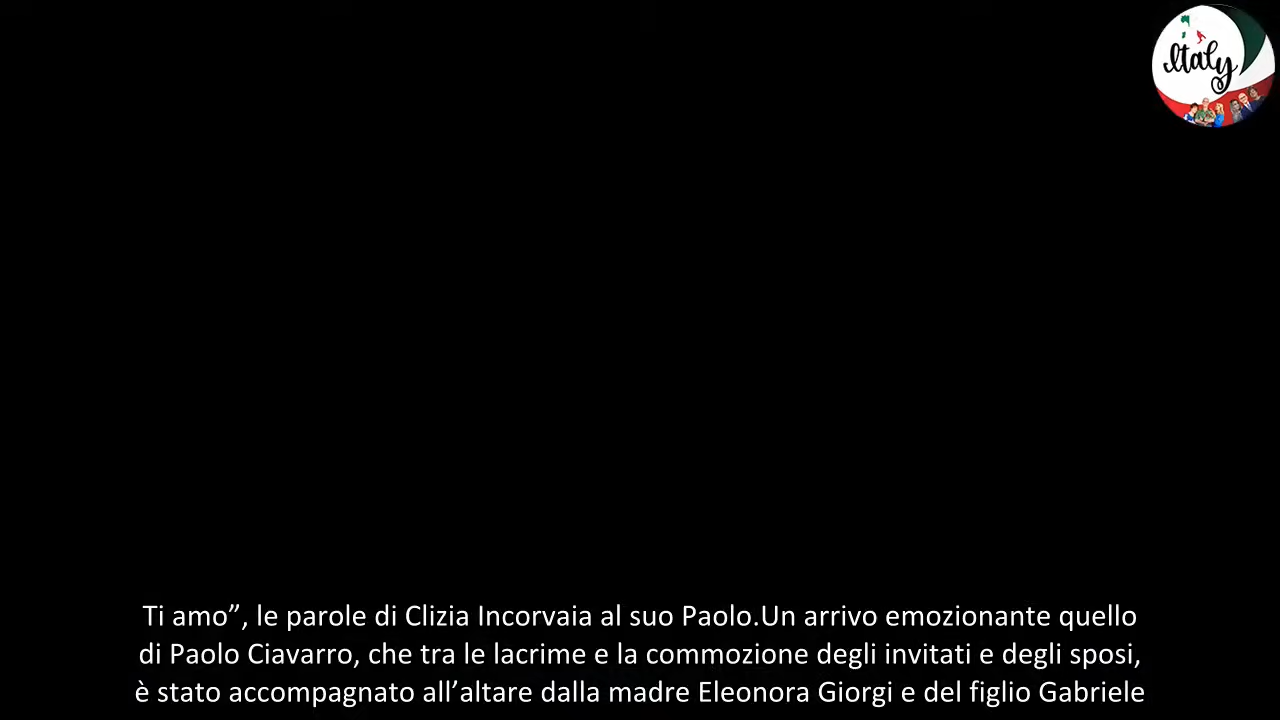 Italy
Ti amo”, le parole di Clizia Incorvaia al suo Paolo.Un arrivo emozionante quello
di Paolo Ciavarro, che tra le lacrime e la commozione degli invitati e degli sposi,
è stato accompagnato all’altare dalla madre Eleonora Giorgi e del figlio Gabriele